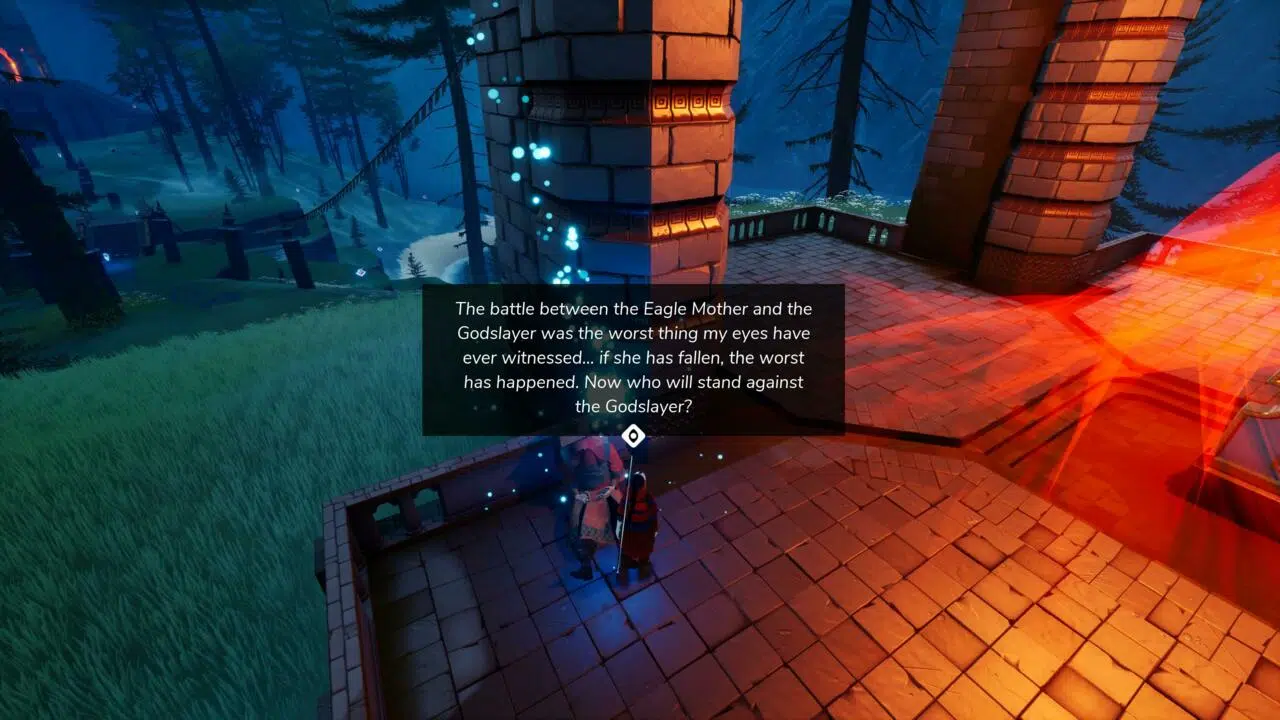 The battle between the Eagle Mother and the
Godslayer was the worst thing my eyes have
ever witnessed... if she has fallen, the worst
has happened. Now who will stand against
the Godslayer?